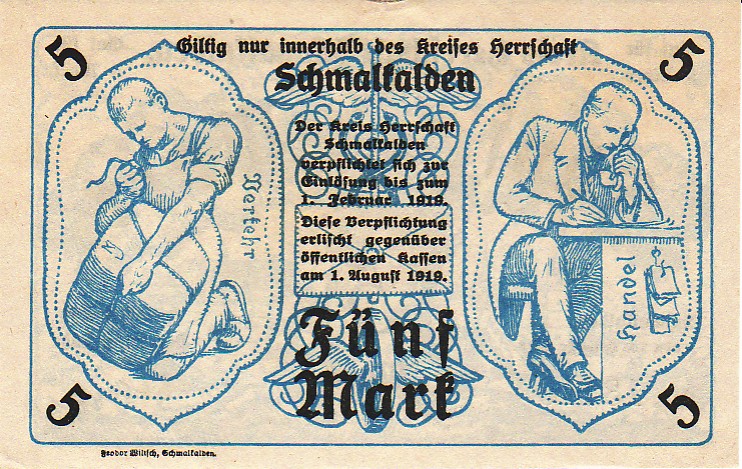 5 Giltig nur innerhalb des Kreises Herrschaft 5
Schmalkalden
Der Kreis Herrschaft
Schmalkalden
verpflichtet sich zur
Einlösung bis zum
1. Februar 1919.
Diese Verpflichtung
erlischt gegenüber
öffentlichen Kassen
am 1. August 1919.
Verkehr
Handel
Fünf
Mark
5 5
Feodor Wilisch, Schmalkalden.